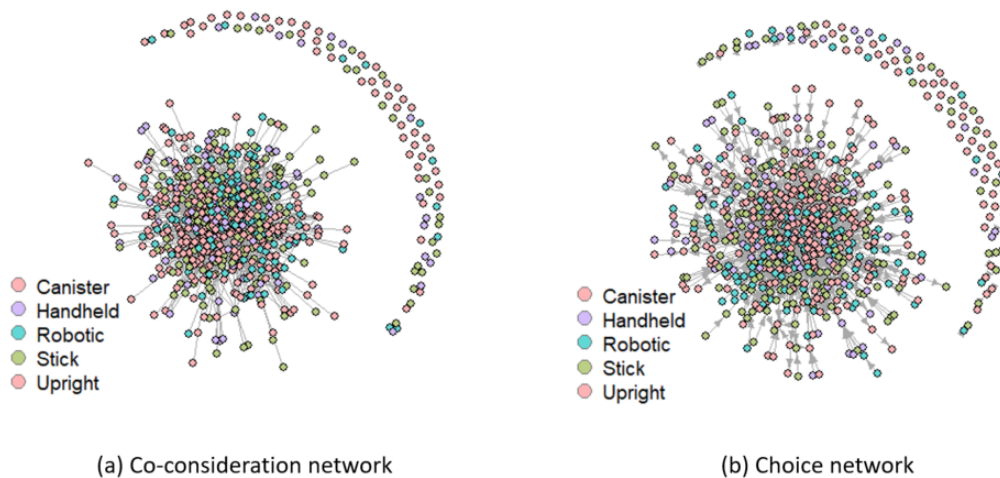 Canister
Handheld
Robotic
Stick
Upright
Canister
Handheld
Robotic
Stick
Upright
(a) Co-consideration network
(b) Choice network